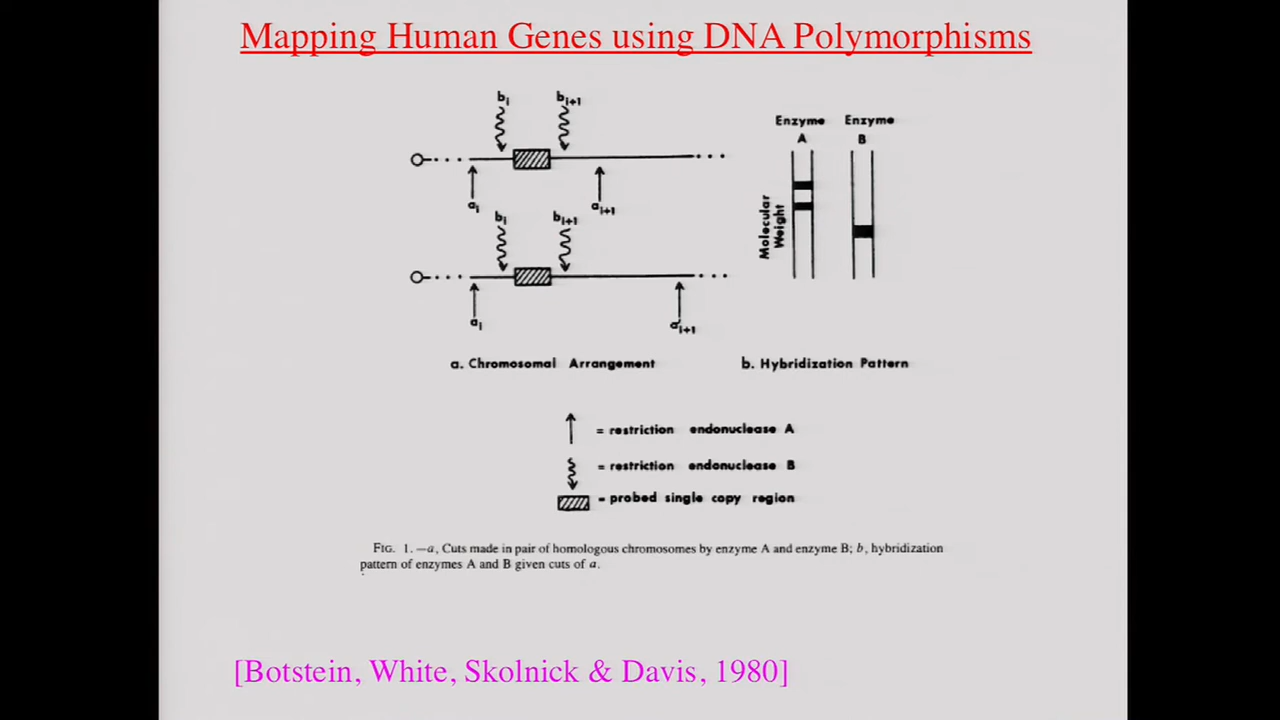 Mapping Human Genes using DNA Polymorphisms
bi bi+1
ai ai+1
bi bi+1
ai a'i+1
Enzyme A Enzyme B
Molecular Weight
a. Chromosomal Arrangement
b. Hybridization Pattern
= restriction endonuclease A
= restriction endonuclease B
= probed single copy region
FIG. 1.—a, Cuts made in pair of homologous chromosomes by enzyme A and enzyme B; b, hybridization
pattern of enzymes A and B given cuts of a.
[Botstein, White, Skolnick & Davis, 1980]